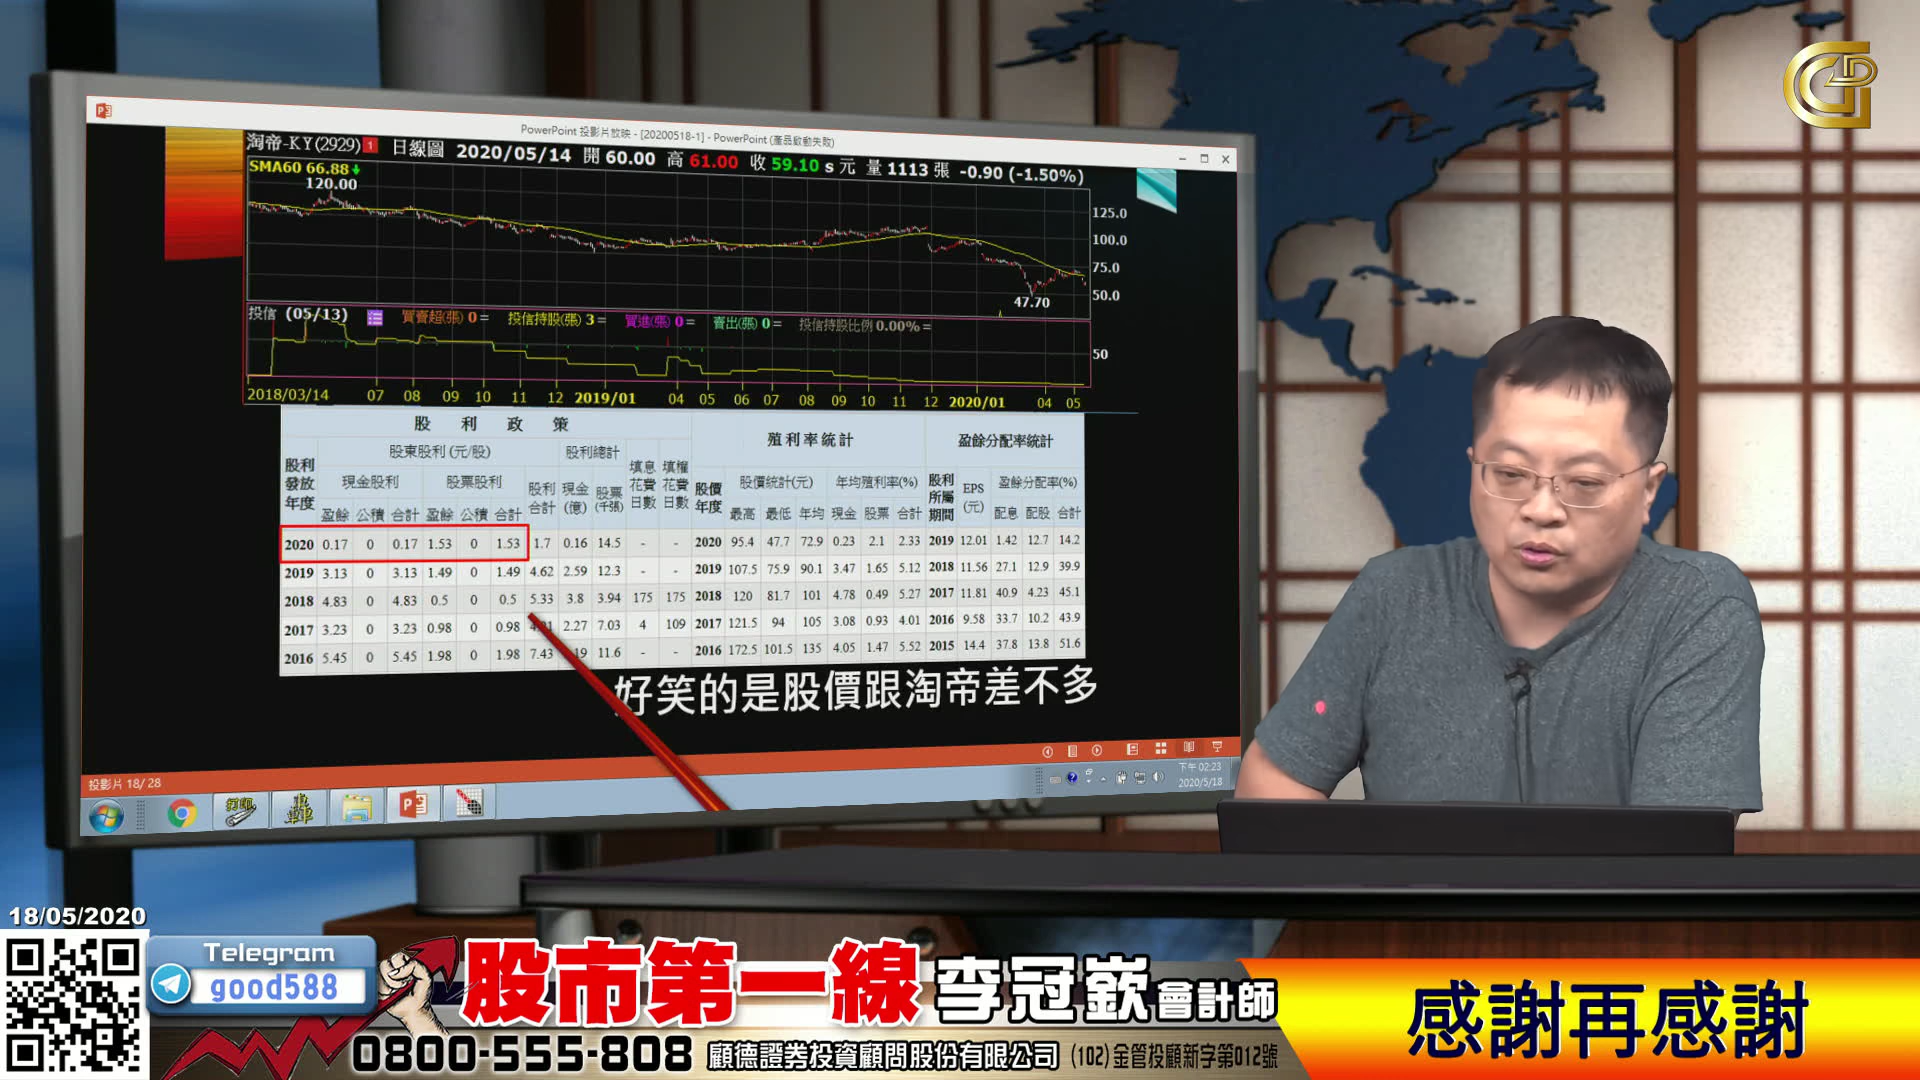 PowerPoint 投影片放映 - [20200518-1] - PowerPoint (產品啟動失敗)
淘帝-KY(2929) 1 日線圖 2020/05/14 開 60.00 高 61.00 收 59.10 s 元 量 1113 張 -0.90 (-1.50%)
SMA60 66.88
120.00
125.0
100.0
75.0
50.0
47.70
投信 (05/13) 買賣超(張) 0 = 投信持股(張) 3 = 買進(張) 0 = 賣出(張) 0 = 投信持股比例 0.00% =
50
2018/03/14 07 08 09 10 11 12 2019/01 04 05 06 07 08 09 10 11 12 2020/01 04 05
股利政策 殖利率統計 盈餘分配率統計
股利發放年度 股東股利 (元/股) 股利總計 填息花費日數 填權花費日數 股價年度 股價統計(元) 年均殖利率(%) 股利所屬期間 EPS (元) 盈餘分配率(%)
現金股利 股票股利 股利合計 現金(億) 股票(千張)
盈餘 公積 合計 盈餘 公積 合計 最高 最低 年均 現金 股票 合計 配息 配股 合計
2020 0.17 0 0.17 1.53 0 1.53 1.7 0.16 14.5 - - 2020 95.4 47.7 72.9 0.23 2.1 2.33 2019 12.01 1.42 12.7 14.2
2019 3.13 0 3.13 1.49 0 1.49 4.62 2.59 12.3 - - 2019 107.5 75.9 90.1 3.47 1.65 5.12 2018 11.56 27.1 12.9 39.9
2018 4.83 0 4.83 0.5 0 0.5 5.33 3.8 3.94 175 175 2018 120 81.7 101 4.78 0.49 5.27 2017 11.81 40.9 4.23 45.1
2017 3.23 0 3.23 0.98 0 0.98 2.27 7.03 4 109 2017 121.5 94 105 3.08 0.93 4.01 2016 9.58 33.7 10.2 43.9
2016 5.45 0 5.45 1.98 0 1.98 7.43 11.6 - - 2016 172.5 101.5 135 4.05 1.47 5.52 2015 14.4 37.8 13.8 51.6
好笑的是股價跟淘帝差不多
投影片 18/ 28
下午 02:23
2020/5/18
打印
18/05/2020
Telegram
good588
股市第一線 李冠嶔 會計師
0800-555-808 顧德證券投資顧問股份有限公司 (102)金管投顧新字第012號
感謝再感謝